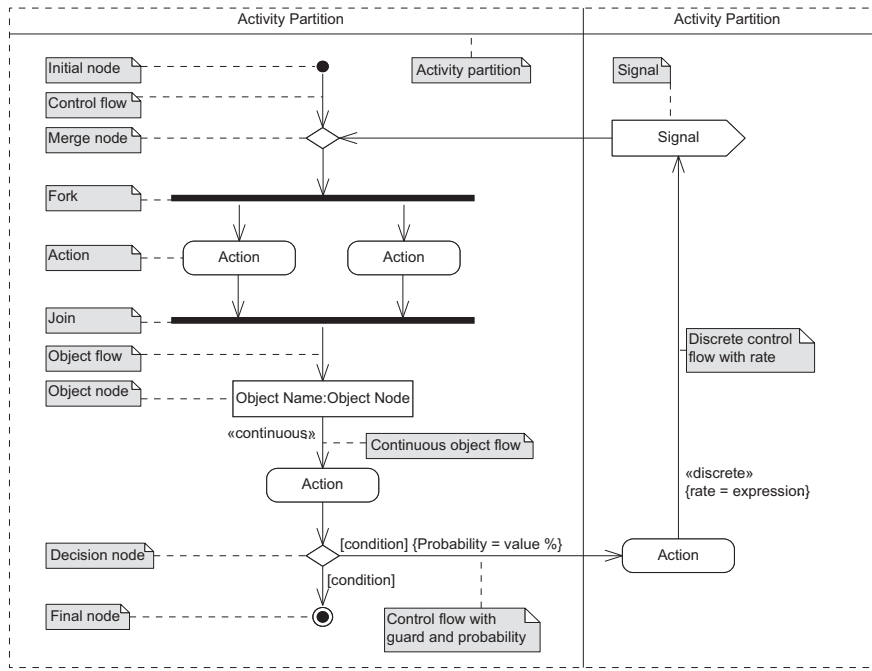 Activity Partition
Activity Partition
Initial node
Activity partition
Signal
Control flow
Merge node
Signal
Fork
Action
Action
Action
Join
Object flow
Discrete control
flow with rate
Object node
Object Name:Object Node
«continuous»
Continuous object flow
Action
«discrete»
{rate = expression}
Decision node
[condition] {Probability = value %}
Action
[condition]
Final node
Control flow with
guard and probability